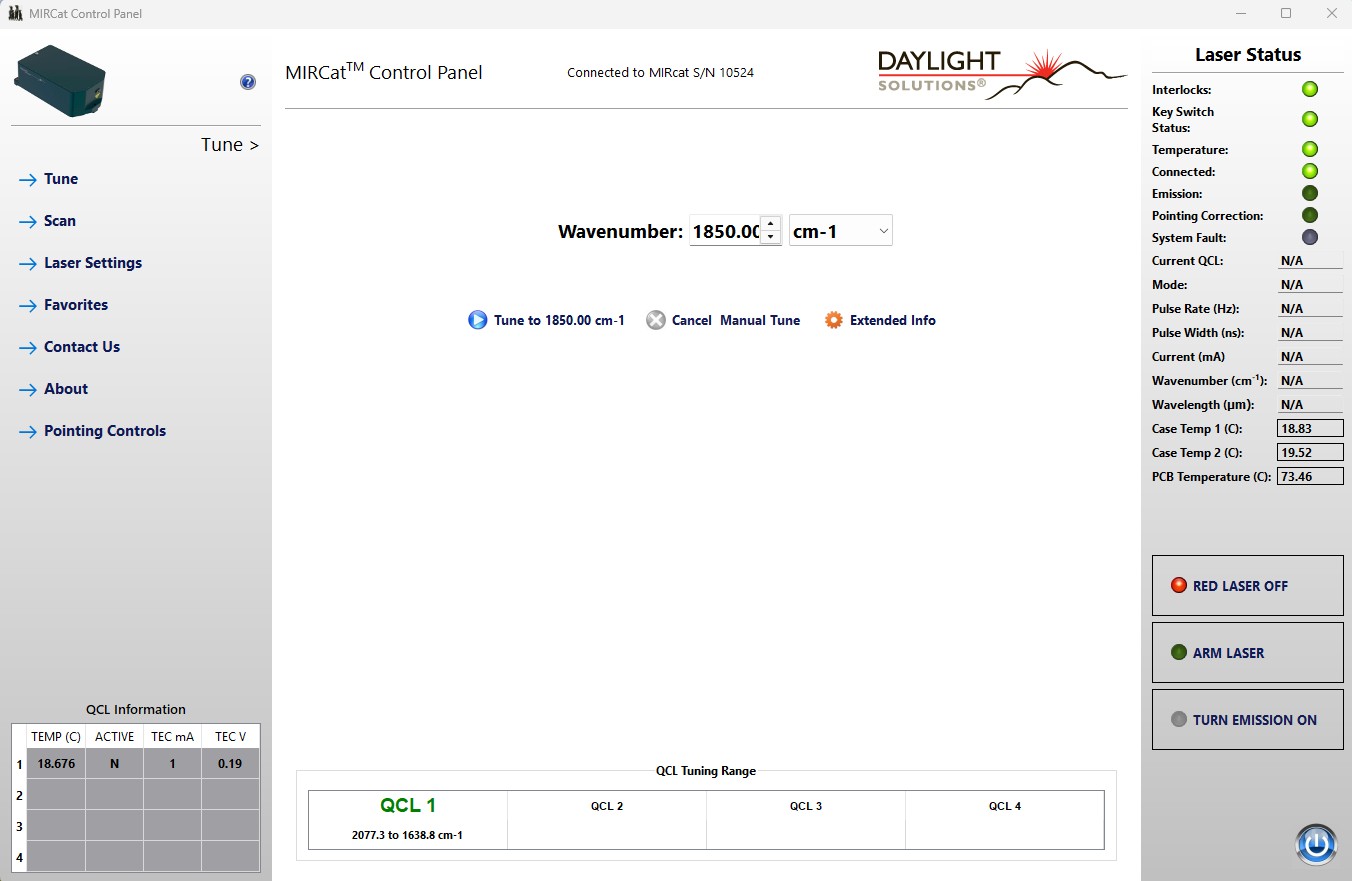 MIRCat Control Panel
Tune >
Tune
Scan
Laser Settings
Favorites
Contact Us
About
Pointing Controls
QCL Information
TEMP (C) ACTIVE TEC mA TEC V
1 18.676 N 1 0.19
2
3
4
MIRCat™ Control Panel
Connected to MIRcat S/N 10524
DAYLIGHT
SOLUTIONS®
Wavenumber: 1850.00 cm-1
Tune to 1850.00 cm-1 Cancel Manual Tune Extended Info
QCL Tuning Range
QCL 1 QCL 2 QCL 3 QCL 4
2077.3 to 1638.8 cm-1
Laser Status
Interlocks:
Key Switch
Status:
Temperature:
Connected:
Emission:
Pointing Correction:
System Fault:
Current QCL: N/A
Mode: N/A
Pulse Rate (Hz): N/A
Pulse Width (ns): N/A
Current (mA) N/A
Wavenumber (cm⁻¹): N/A
Wavelength (µm): N/A
Case Temp 1 (C): 18.83
Case Temp 2 (C): 19.52
PCB Temperature (C): 73.46
RED LASER OFF
ARM LASER
TURN EMISSION ON